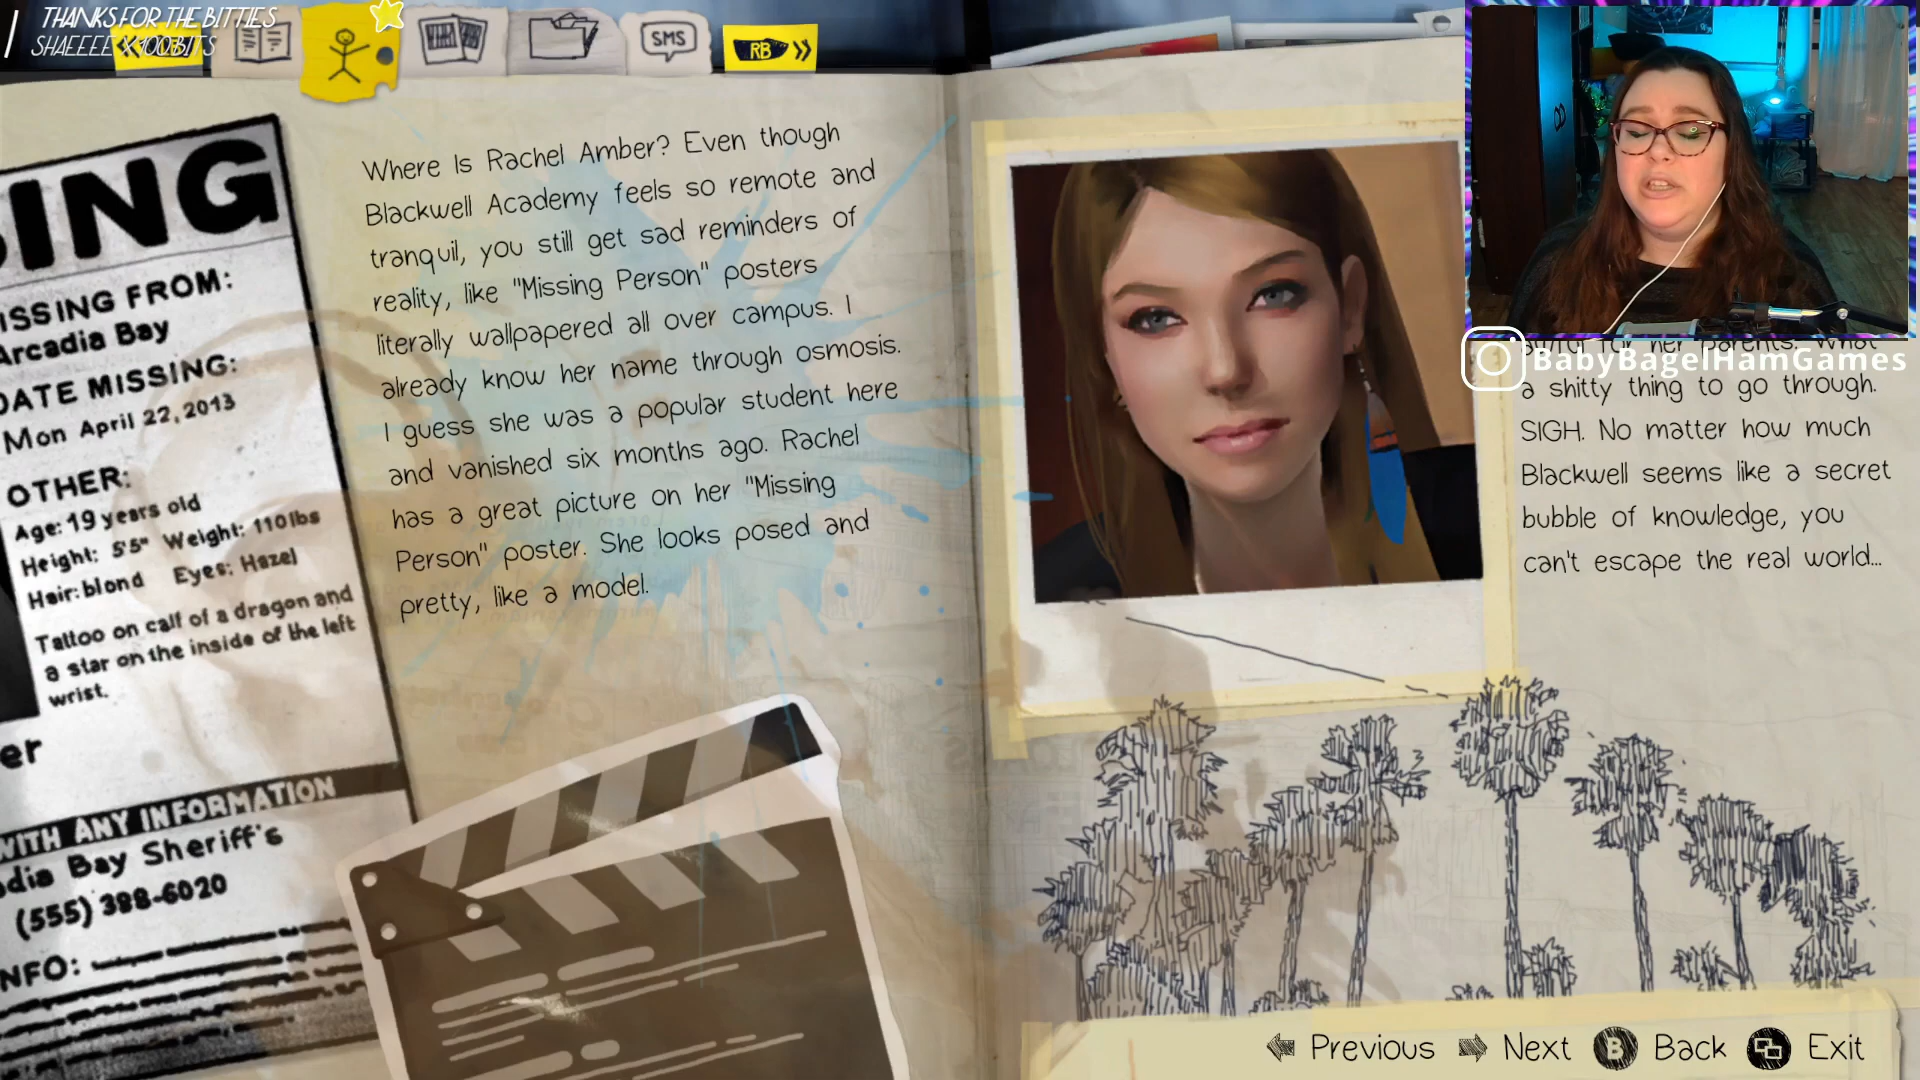 THANKS FOR THE BITTIES
SHAEEEE X100BITS
SMS
RB
MISSING FROM:
Arcadia Bay
DATE MISSING:
Mon April 22, 2013
OTHER:
Age: 19 years old
Height: 5'5" Weight: 110lbs
Hair: blond Eyes: Hazel
Tattoo on calf of a dragon and
a star on the inside of the left
wrist.
WITH ANY INFORMATION
Bay Sheriff's
(555) 388-6020
Where Is Rachel Amber? Even though
Blackwell Academy feels so remote and
tranquil, you still get sad reminders of
reality, like "Missing Person" posters
literally wallpapered all over campus. I
already know her name through osmosis.
I guess she was a popular student here
and vanished six months ago. Rachel
has a great picture on her "Missing
Person" poster. She looks posed and
pretty, like a model.
BabyBagelHamGames
for her parents. What
a shitty thing to go through.
SIGH. No matter how much
Blackwell seems like a secret
bubble of knowledge, you
can't escape the real world...
Previous Next B Back Exit